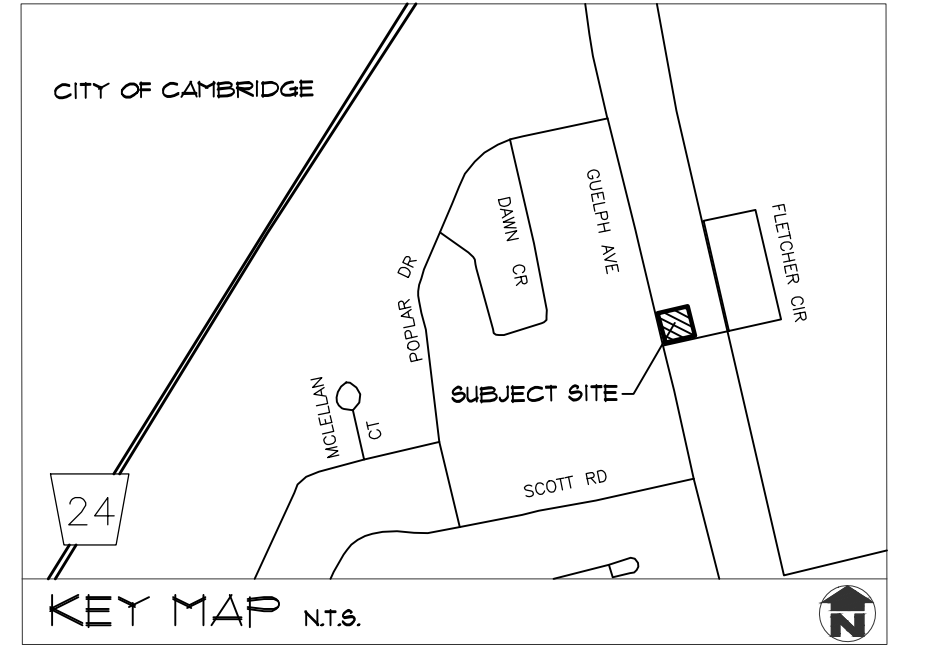 CITY OF CAMBRIDGE
GUELPH AVE
DAWN CR
FLETCHER CIR
POPLAR DR
SUBJECT SITE
MCLELLAN CT
SCOTT RD
24
KEY MAP N.T.S.
N